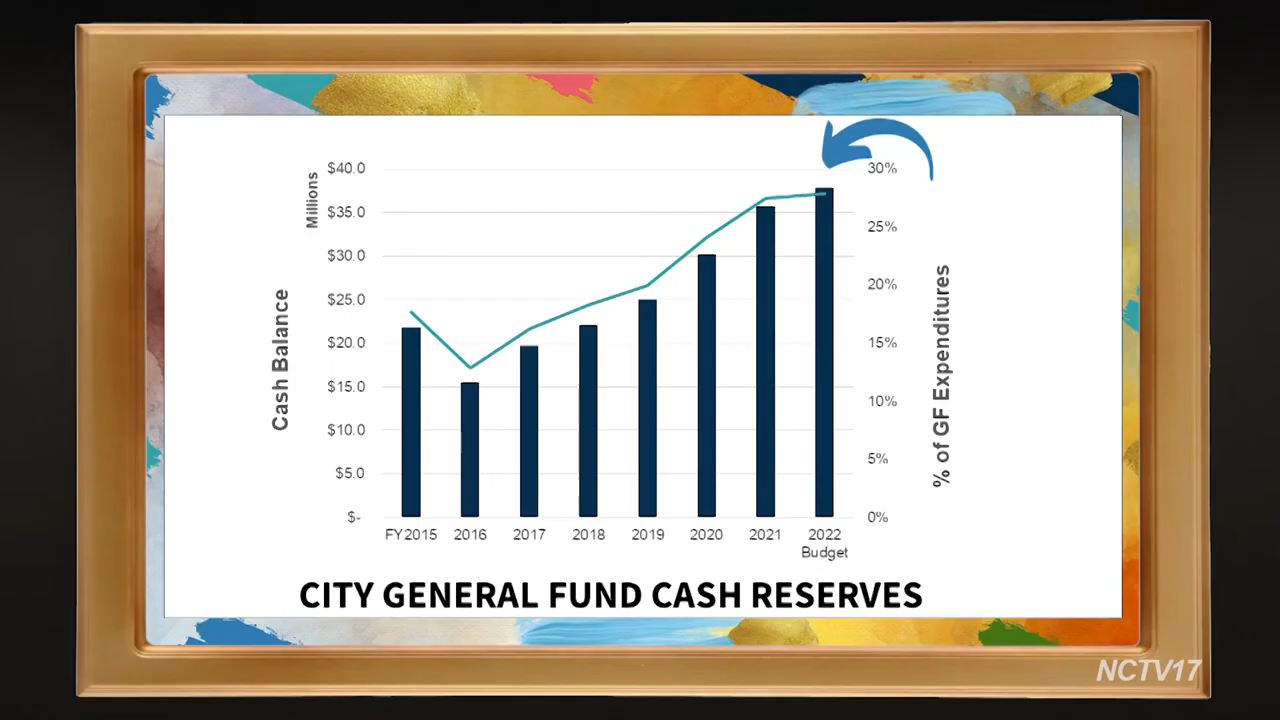 Millions
Cash Balance
$40.0
$35.0
$30.0
$25.0
$20.0
$15.0
$10.0
$5.0
$-
30%
25%
20%
15%
10%
5%
0%
% of GF Expenditures
FY2015 2016 2017 2018 2019 2020 2021 2022
Budget
CITY GENERAL FUND CASH RESERVES
NCTV17